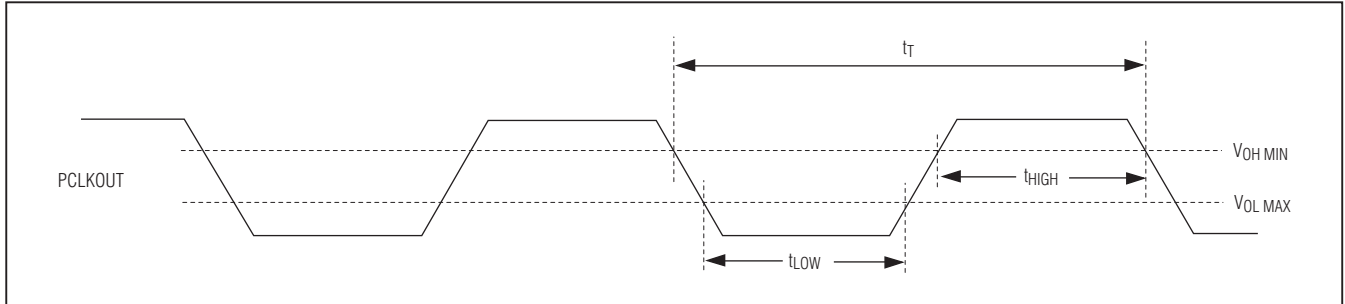 tT
VOH MIN
PCLKOUT
tHIGH
VOL MAX
tLOW